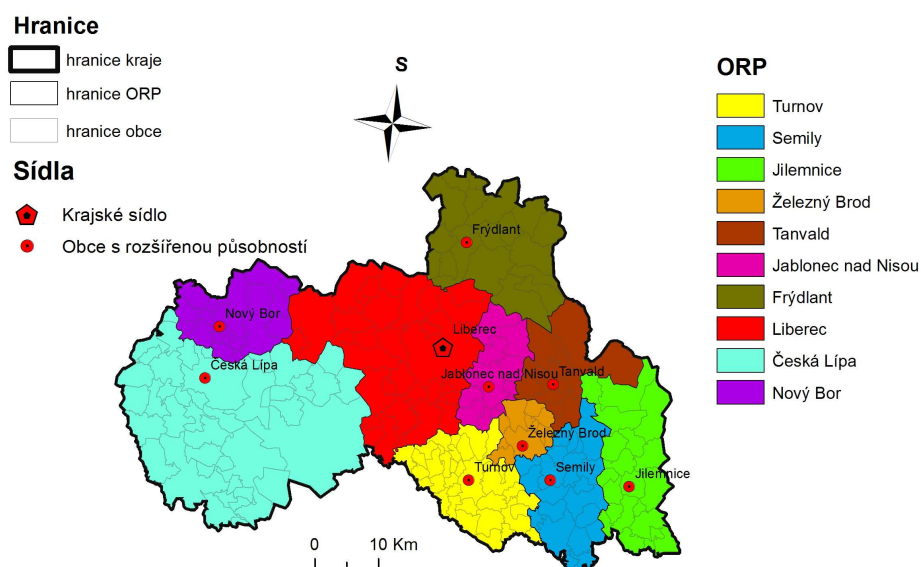 Hranice
hranice kraje
hranice ORP
hranice obce
Sídla
Krajské sídlo
Obce s rozšířenou působností
S
ORP
Turnov
Semily
Jilemnice
Železný Brod
Tanvald
Jablonec nad Nisou
Frýdlant
Liberec
Česká Lípa
Nový Bor
Frýdlant
Nový Bor
Liberec
Česká Lípa
Jablonec nad Nisou
Tanvald
Železný Brod
Turnov
Semily
Jilemnice
0 10 Km